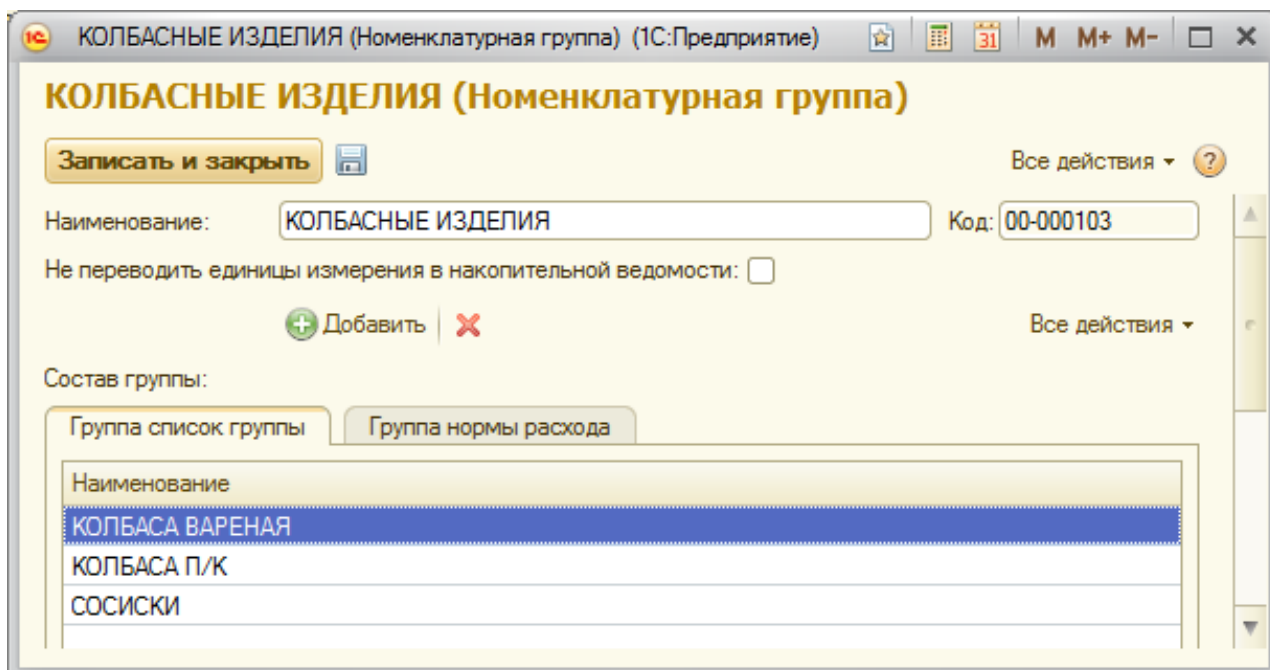 1С КОЛБАСНЫЕ ИЗДЕЛИЯ (Номенклатурная группа) (1С:Предприятие) 31 M M+ M-
КОЛБАСНЫЕ ИЗДЕЛИЯ (Номенклатурная группа)
Записать и закрыть Все действия ?
Наименование: КОЛБАСНЫЕ ИЗДЕЛИЯ Код: 00-000103
Не переводить единицы измерения в накопительной ведомости:
Добавить Все действия
Состав группы:
Группа список группы Группа нормы расхода
Наименование
КОЛБАСА ВАРЕНАЯ
КОЛБАСА П/К
СОСИСКИ